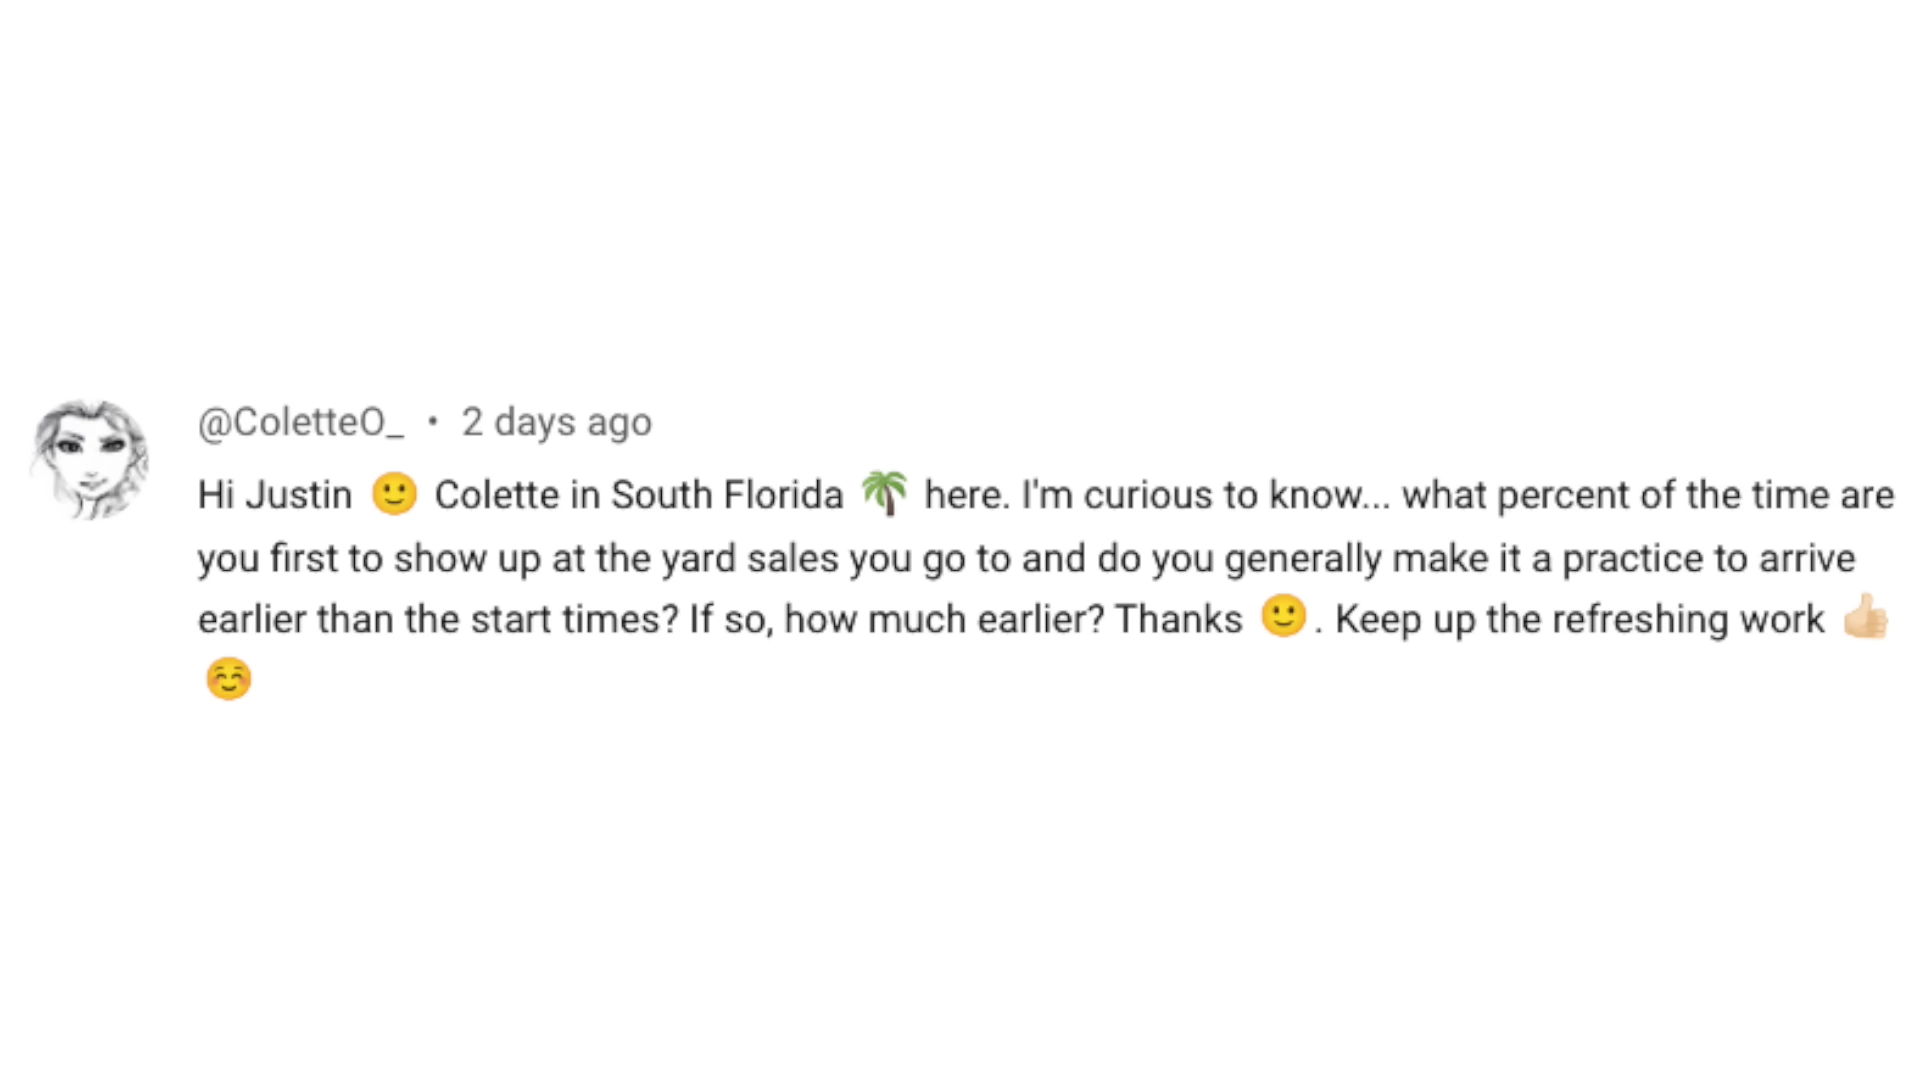 @ColetteO_ • 2 days ago
Hi Justin 🙂 Colette in South Florida 🌴 here. I'm curious to know... what percent of the time are
you first to show up at the yard sales you go to and do you generally make it a practice to arrive
earlier than the start times? If so, how much earlier? Thanks 🙂. Keep up the refreshing work 👍🏻
☺️